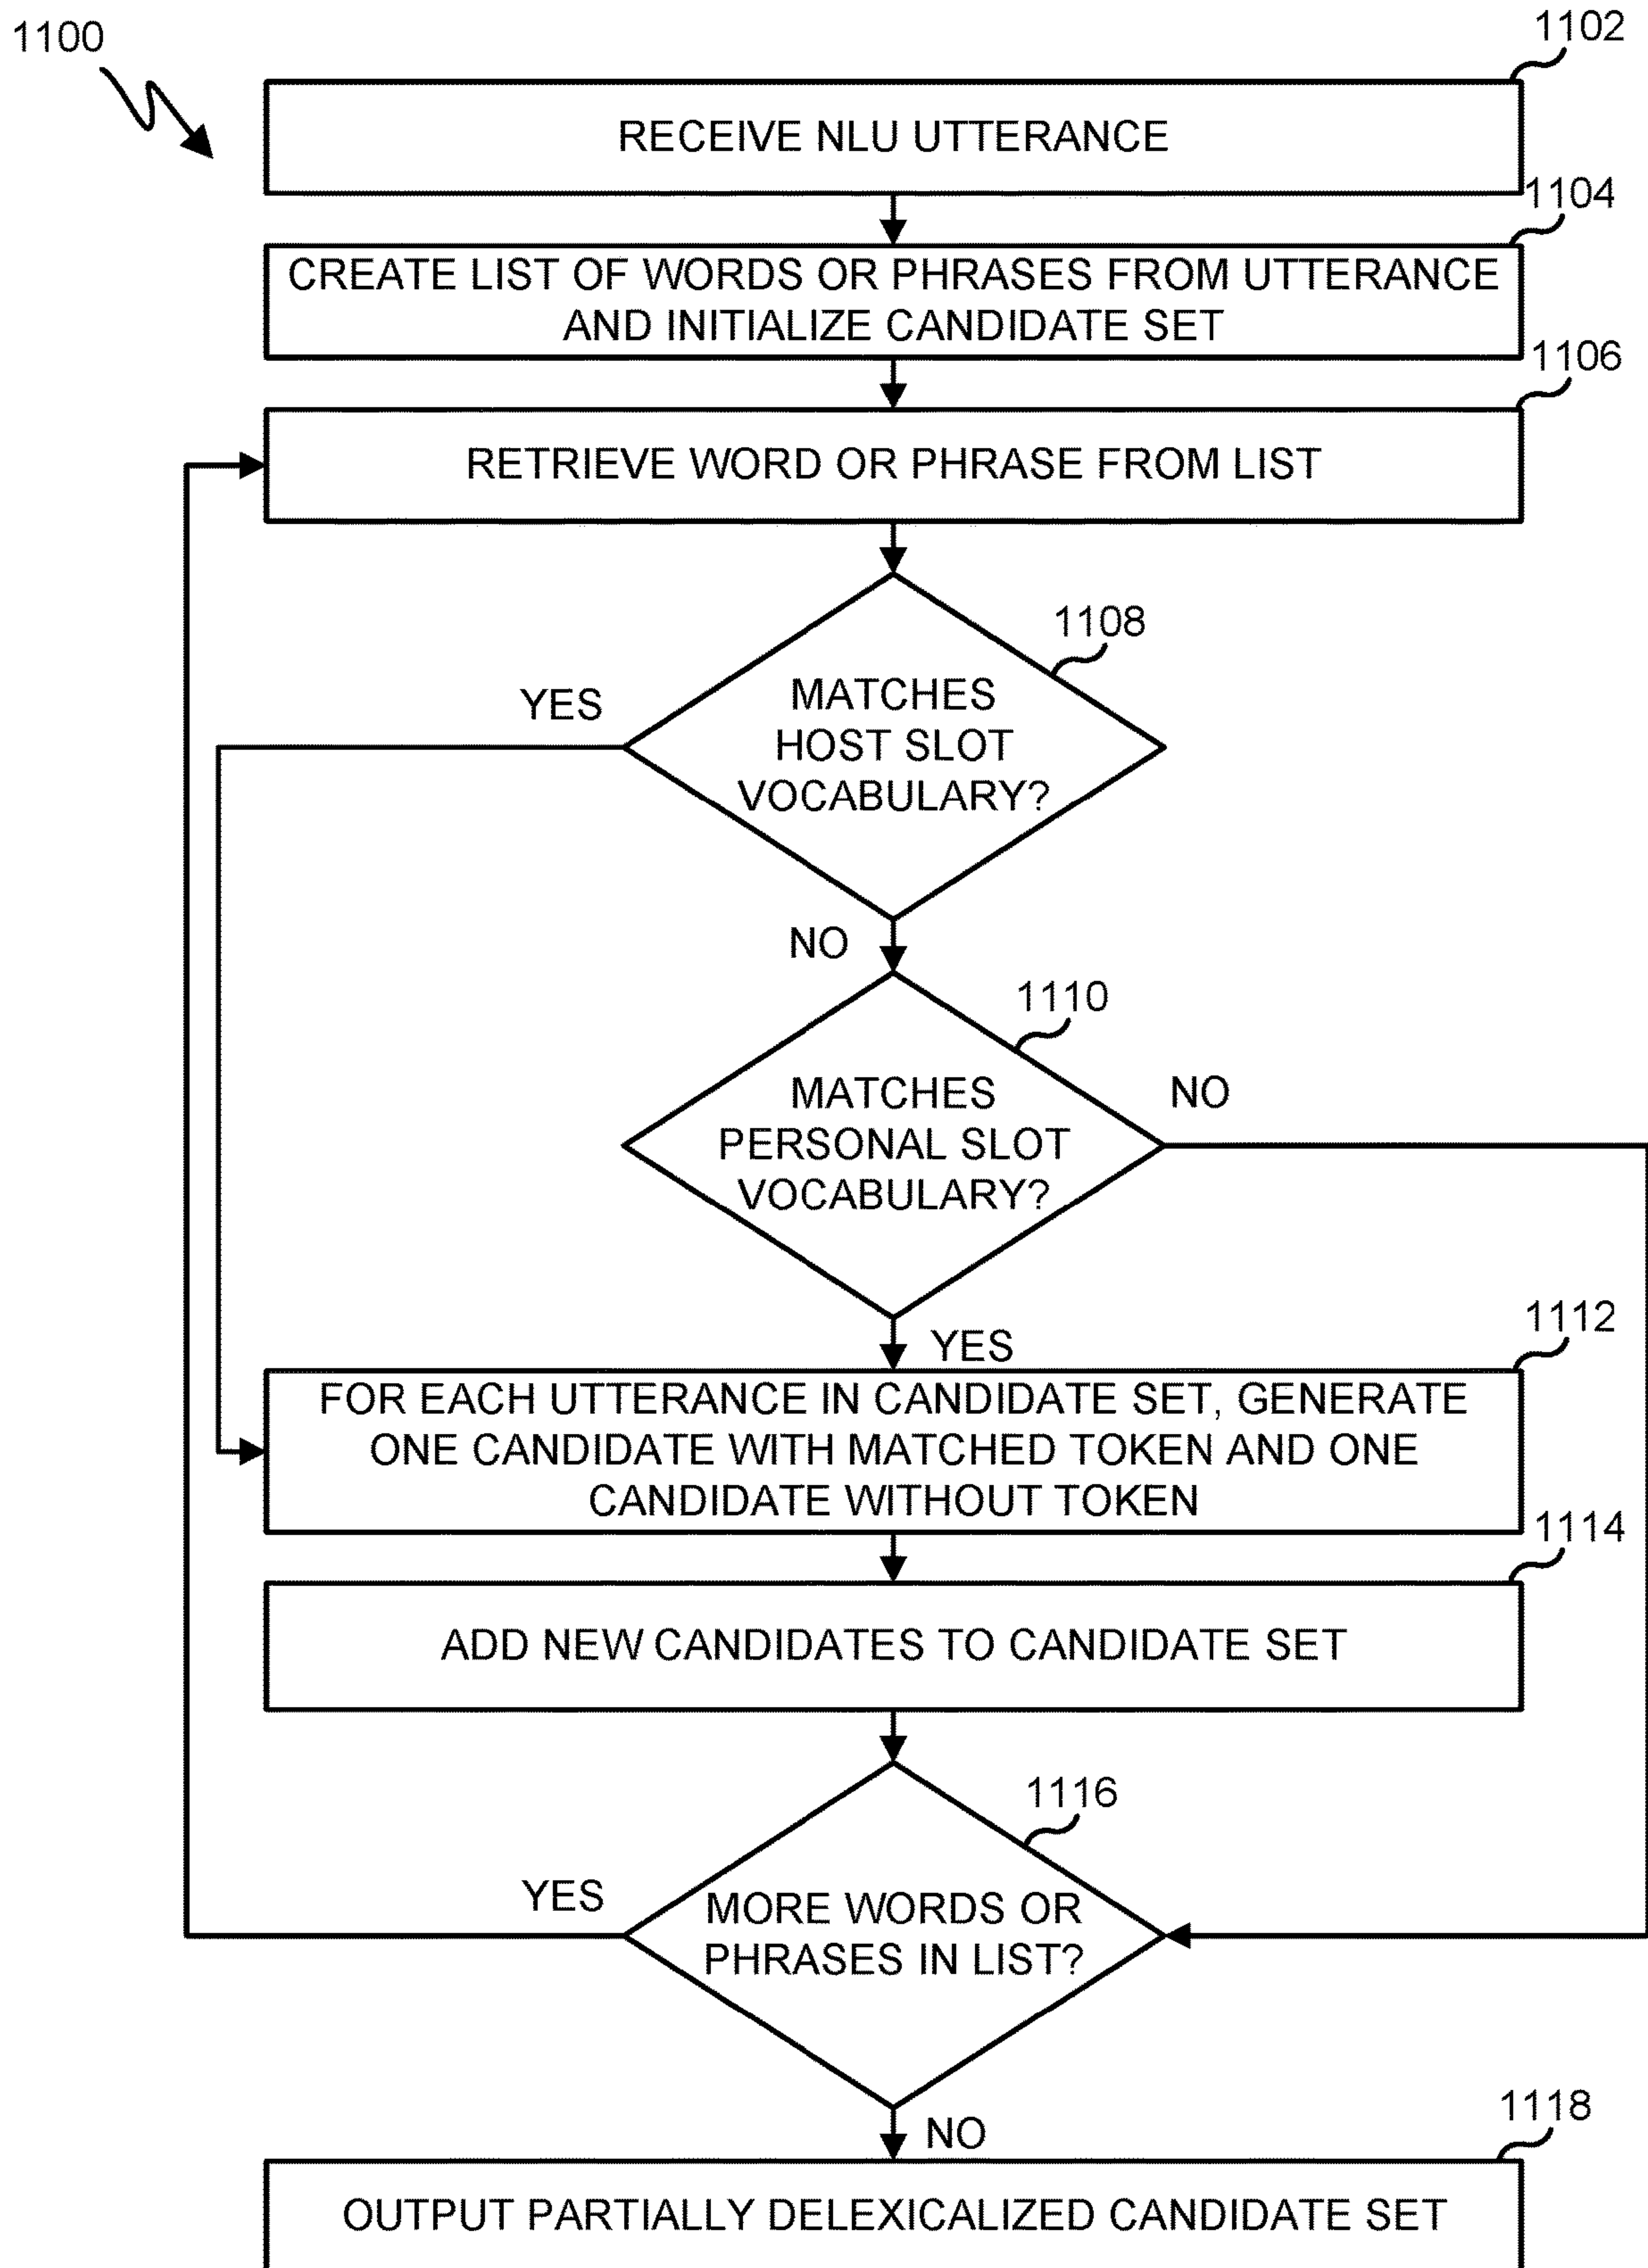 1100
1102
RECEIVE NLU UTTERANCE
1104
CREATE LIST OF WORDS OR PHRASES FROM UTTERANCE
AND INITIALIZE CANDIDATE SET
1106
RETRIEVE WORD OR PHRASE FROM LIST
1108
YES
MATCHES
HOST SLOT
VOCABULARY?
NO
1110
MATCHES
PERSONAL SLOT
VOCABULARY?
NO
YES
1112
FOR EACH UTTERANCE IN CANDIDATE SET, GENERATE
ONE CANDIDATE WITH MATCHED TOKEN AND ONE
CANDIDATE WITHOUT TOKEN
1114
ADD NEW CANDIDATES TO CANDIDATE SET
1116
YES
MORE WORDS OR
PHRASES IN LIST?
NO
1118
OUTPUT PARTIALLY DELEXICALIZED CANDIDATE SET